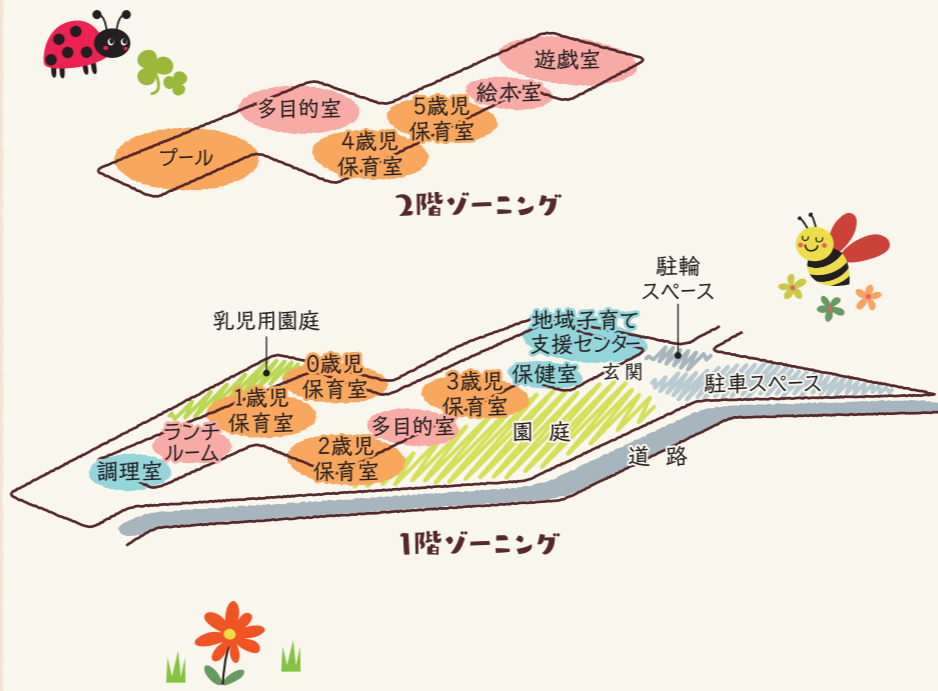 遊戯室
絵本室
多目的室
5歳児
保育室
4歳児
保育室
プール
2階ゾーニング
駐輪
スペース
乳児用園庭
地域子育て
支援センター
0歳児
保育室
保健室
玄関
3歳児
保育室
駐車スペース
1歳児
保育室
多目的室
園庭
ランチ
ルーム
2歳児
保育室
道路
調理室
1階ゾーニング